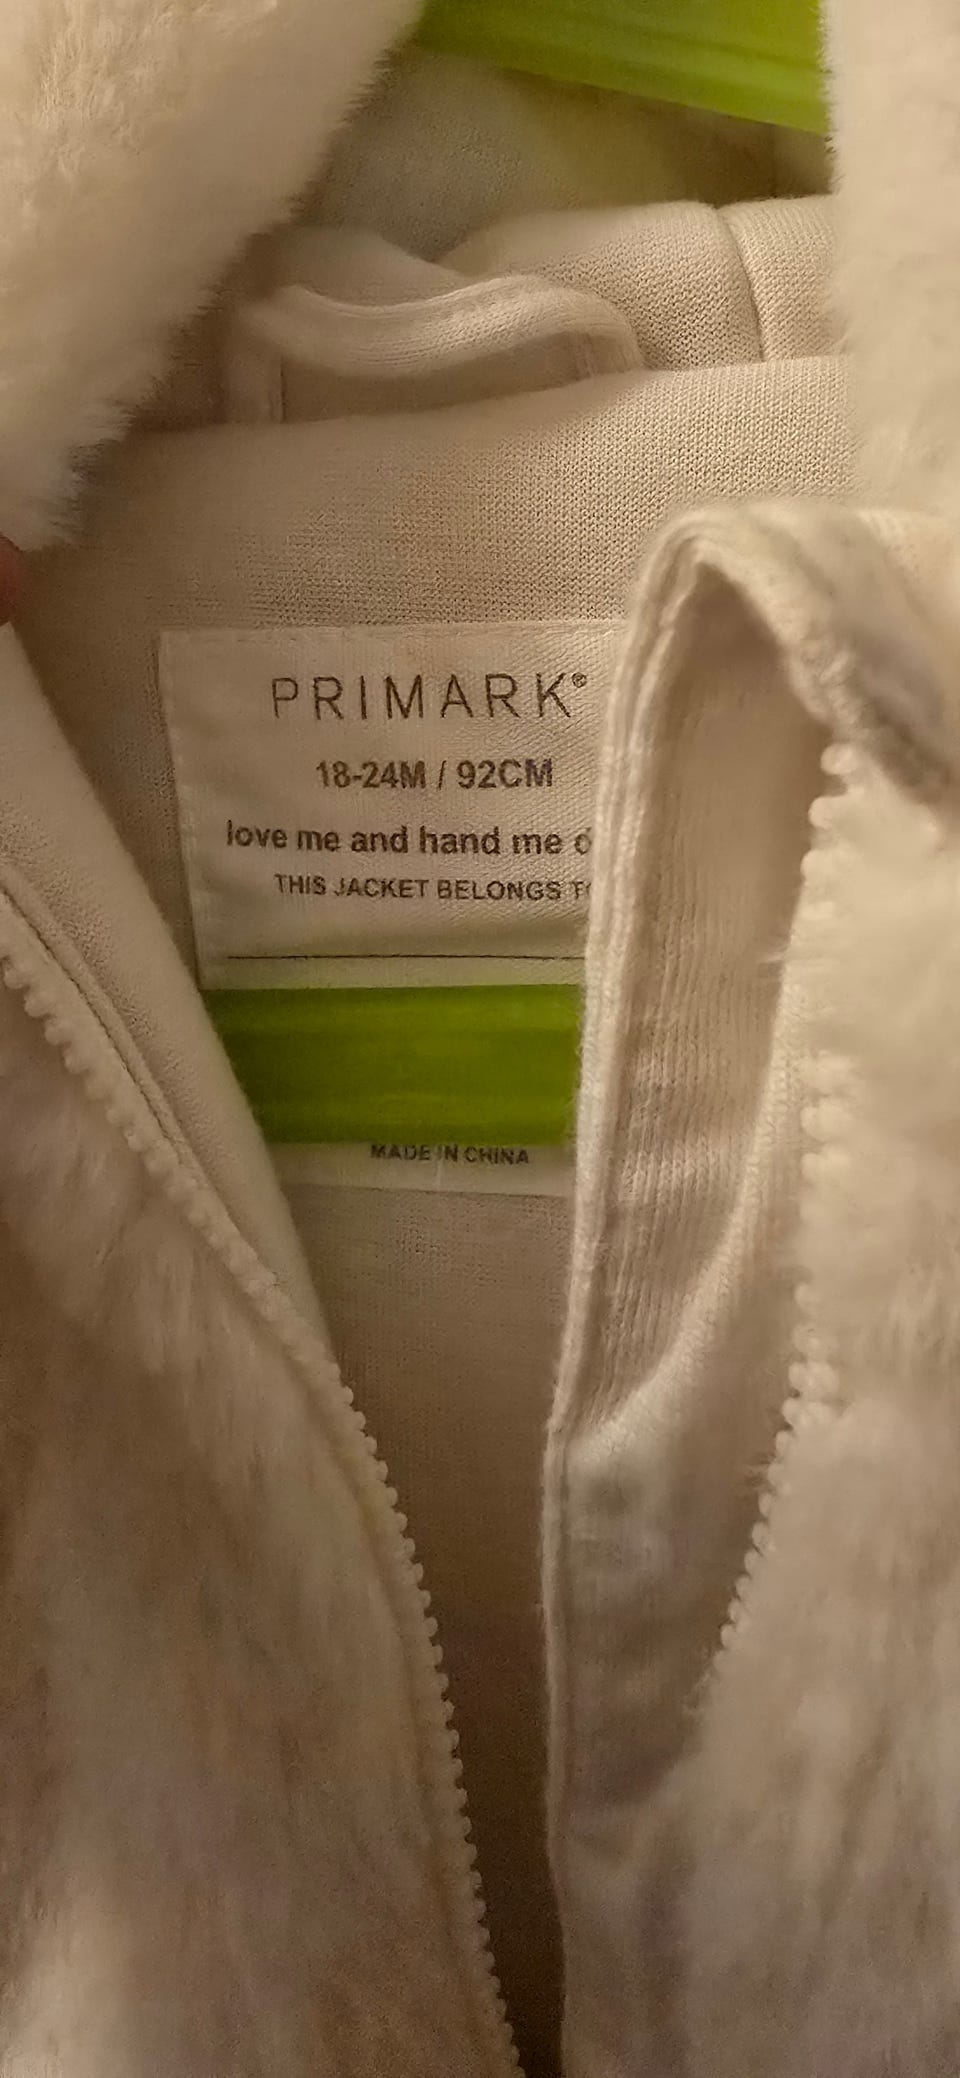 PRIMARK®
18-24M / 92CM
love me and hand me
THIS JACKET BELONGS
MADE IN CHINA